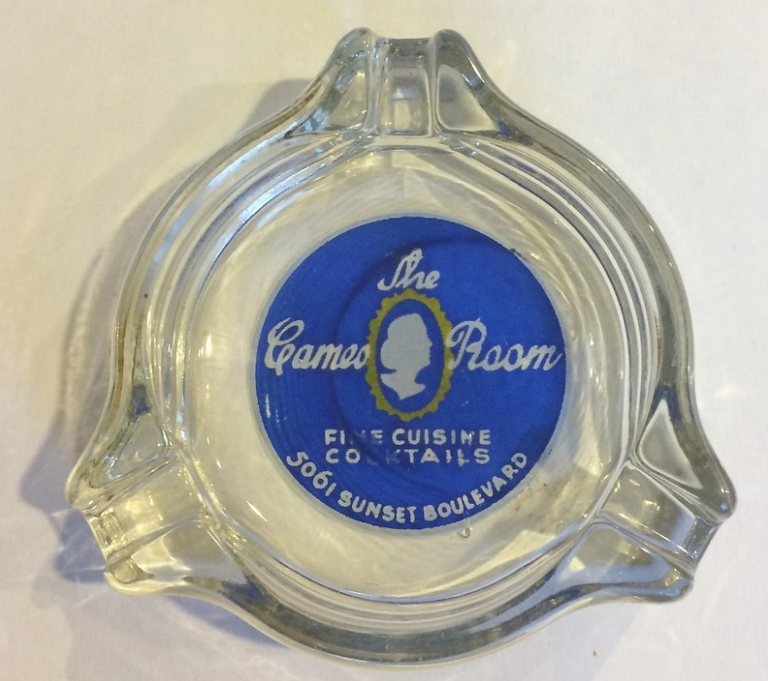 The
Cameo Room
FINE CUISINE
COCKTAILS
5061 SUNSET BOULEVARD